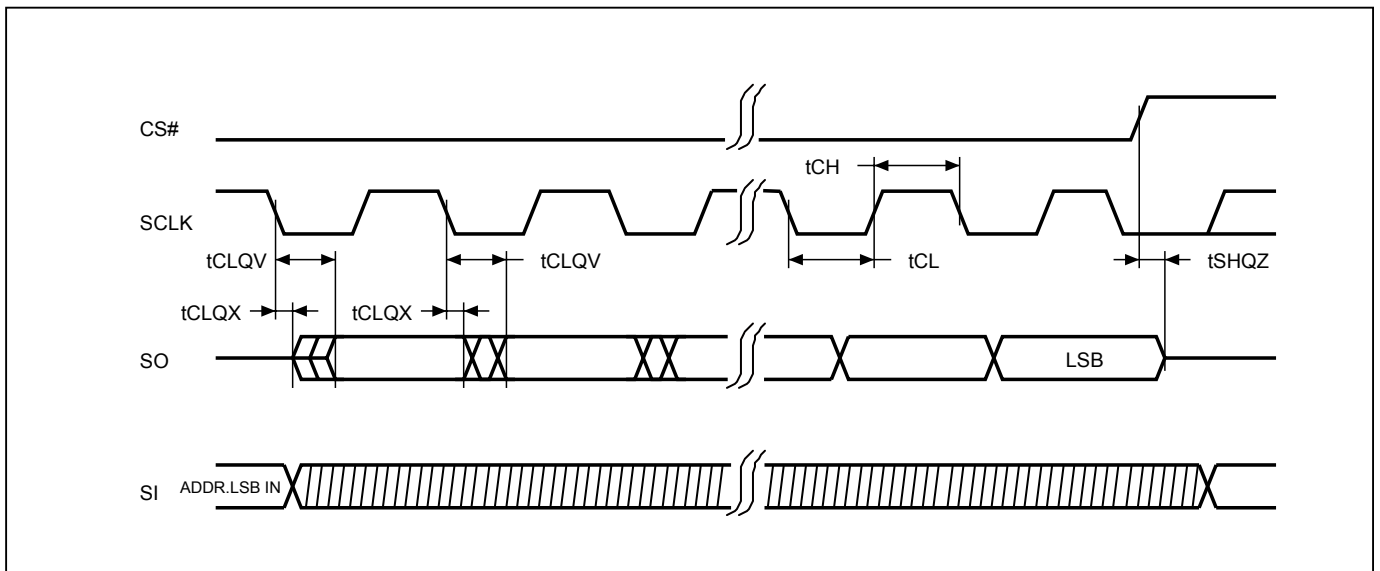 CS#
tCH
SCLK
tCLQV
tCLQV
tCL
tSHQZ
tCLQX
tCLQX
SO
LSB
SI
ADDR.LSB IN